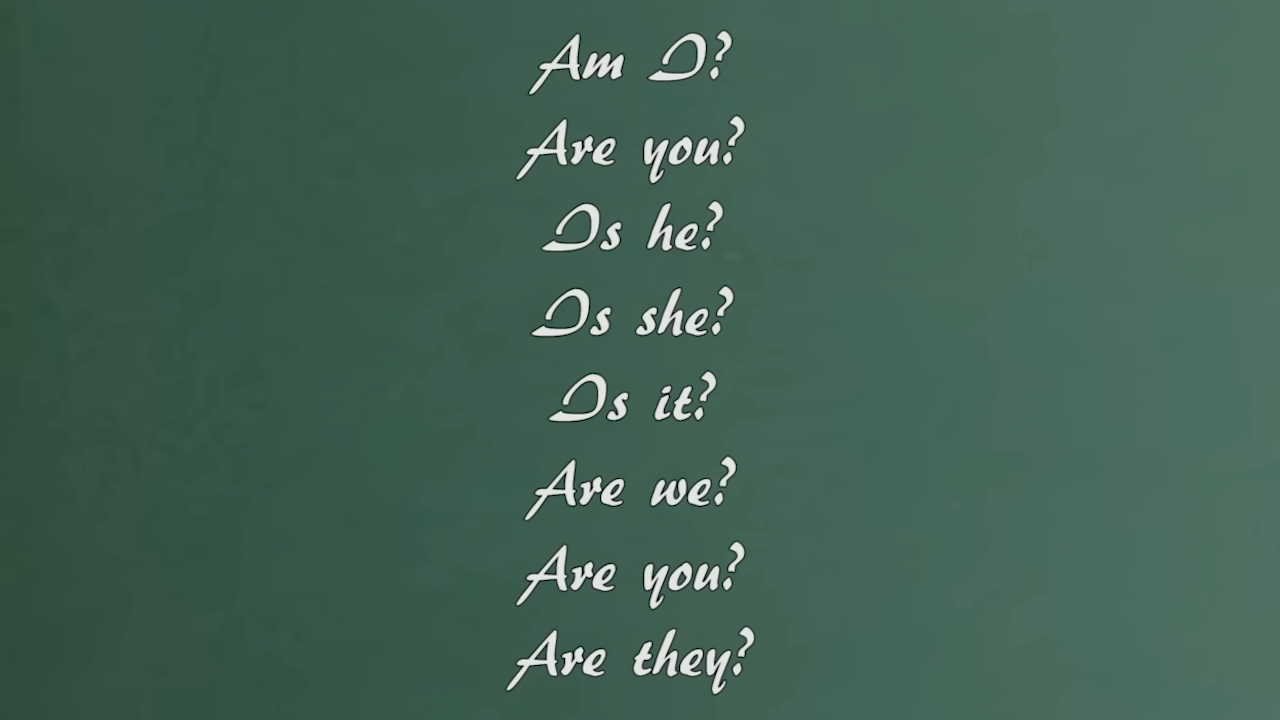 Am I?
Are you?
Is he?
Is she?
Is it?
Are we?
Are you?
Are they?